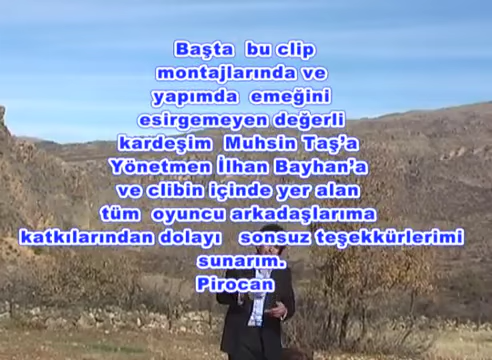 Başta bu clip
montajlarında ve
yapımda emeğini
esirgemeyen değerli
kardeşim Muhsin Taş'a
Yönetmen İlhan Bayhan'a
ve clibin içinde yer alan
tüm oyuncu arkadaşlarıma
katkılarından dolayı sonsuz teşekkürlerimi
sunarım.
Pirocan